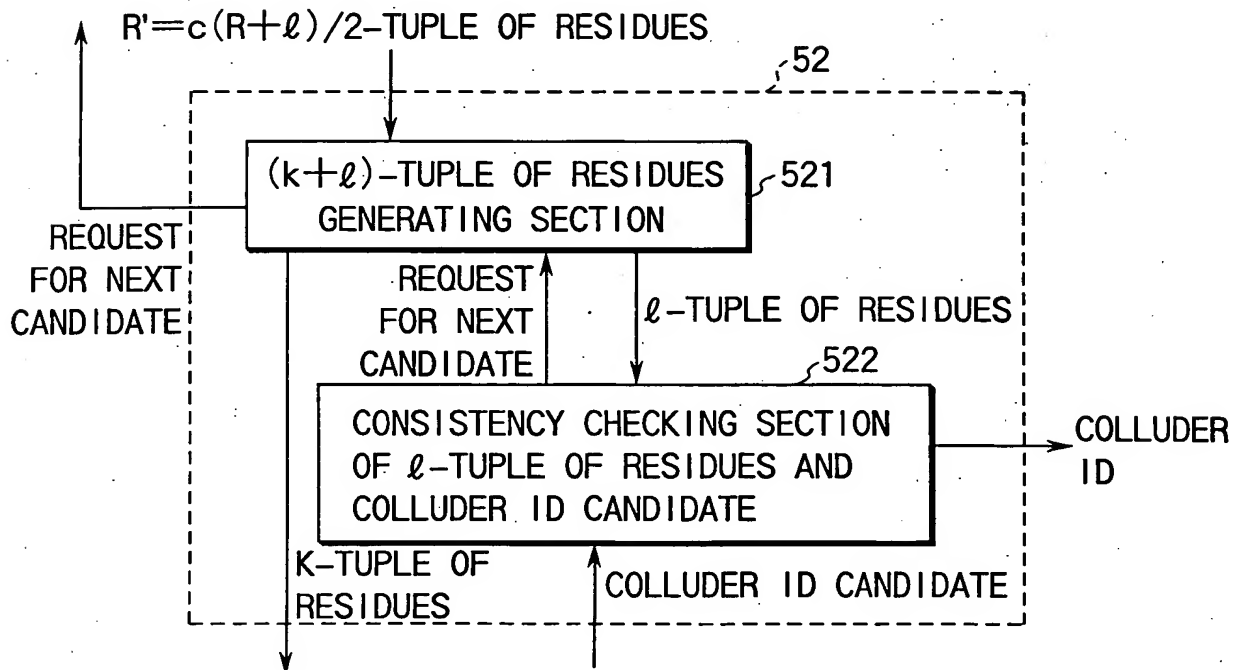 R'=c(R+ℓ)/2-TUPLE OF RESIDUES
52
(k+ℓ)-TUPLE OF RESIDUES
GENERATING SECTION
521
REQUEST
FOR NEXT
CANDIDATE
REQUEST
FOR NEXT
CANDIDATE
ℓ-TUPLE OF RESIDUES
522
CONSISTENCY CHECKING SECTION
OF ℓ-TUPLE OF RESIDUES AND
COLLUDER ID CANDIDATE
COLLUDER
ID
K-TUPLE OF
RESIDUES
COLLUDER ID CANDIDATE